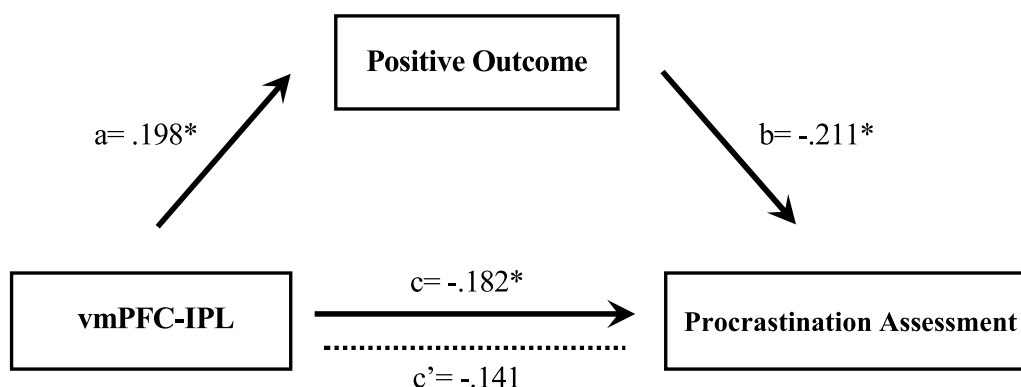 Positive Outcome
a= .198*
b= -.211*
c= -.182*
vmPFC-IPL
Procrastination Assessment
c’= -.141